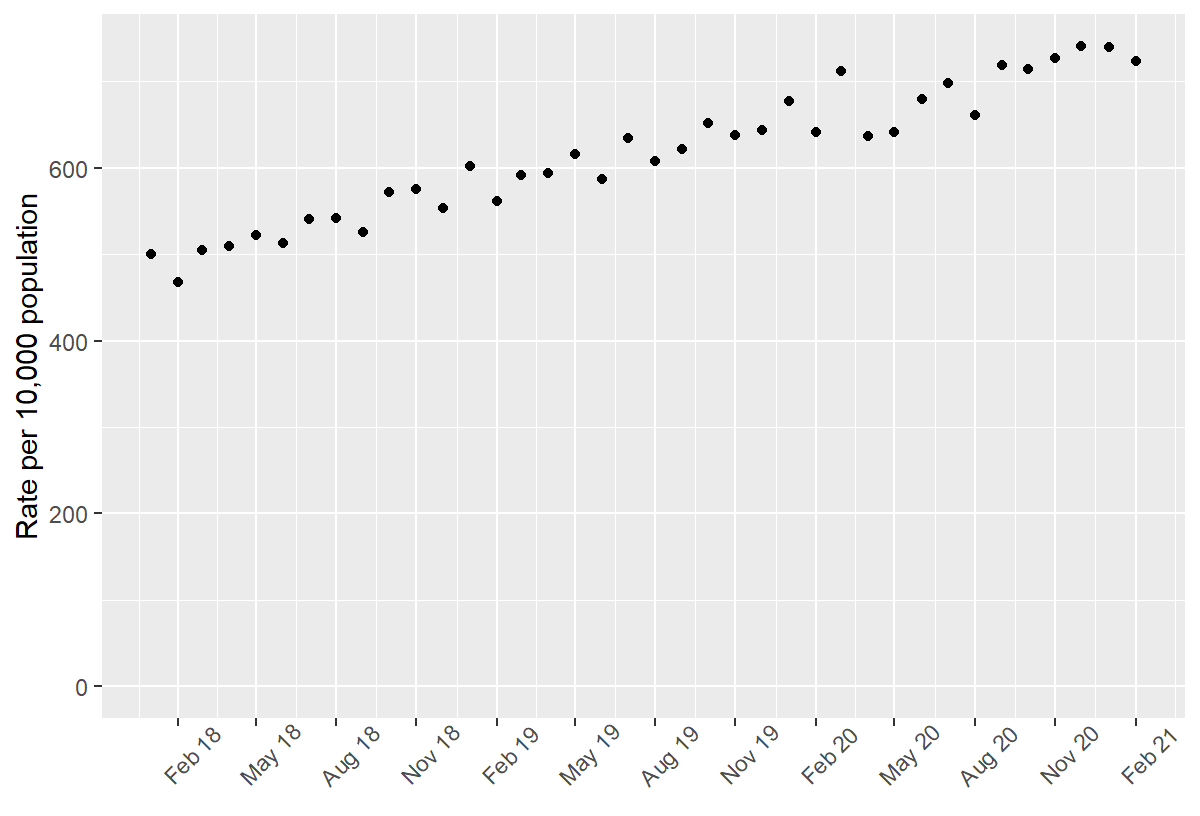 Rate per 10,000 population
600
400
200
0
Feb 18
May 18
Aug 18
Nov 18
Feb 19
May 19
Aug 19
Nov 19
Feb 20
May 20
Aug 20
Nov 20
Feb 21